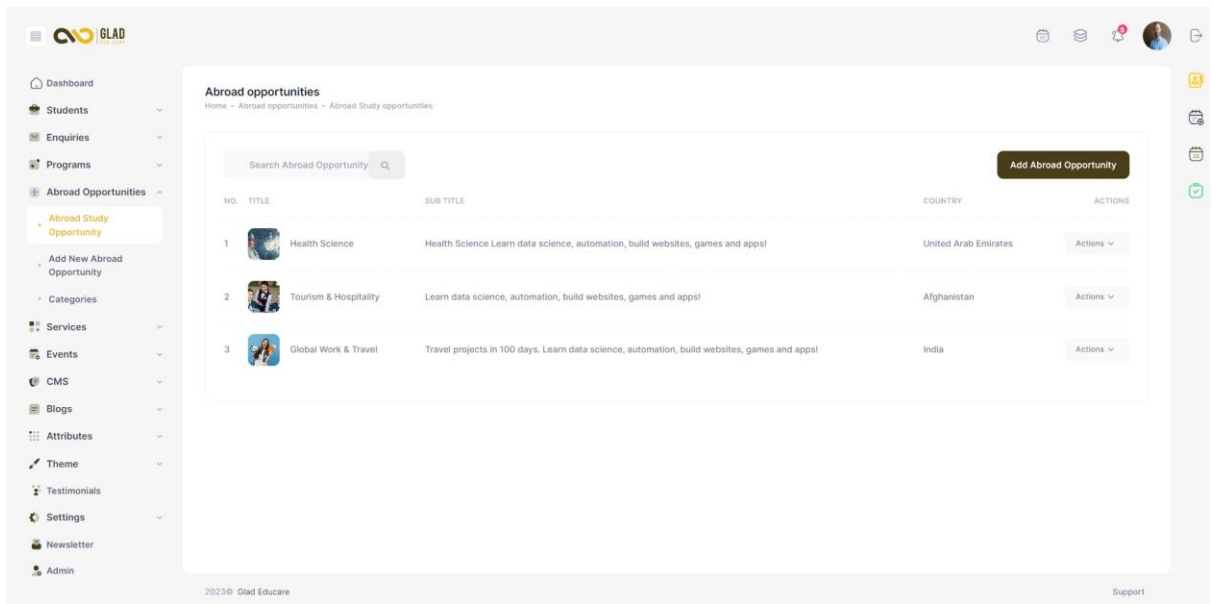 GLAD
5
Dashboard
Students
Enquiries
Programs
Abroad Opportunities
Abroad Study
Opportunity
Add New Abroad
Opportunity
Categories
Services
Events
CMS
Blogs
Attributes
Theme
Testimonials
Settings
Newsletter
Admin
Abroad opportunities
Home - Abroad opportunities - Abroad Study opportunities
Search Abroad Opportunity
Add Abroad Opportunity
NO. TITLE SUB TITLE COUNTRY ACTIONS
1 Health Science Health Science Learn data science, automation, build websites, games and apps! United Arab Emirates Actions
2 Tourism & Hospitality Learn data science, automation, build websites, games and apps! Afghanistan Actions
3 Global Work & Travel Travel projects in 100 days. Learn data science, automation, build websites, games and apps! India Actions
2023© Glad Educare Support